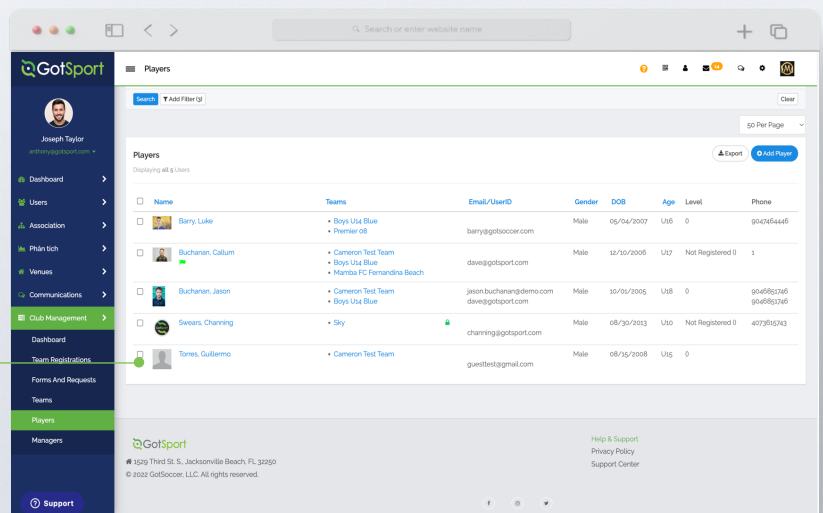 Search or enter website name
GotSport
Players
14
Joseph Taylor
anthony@gotsport.com
Dashboard
Users
Association
Phân tích
Venues
Communications
Club Management
Dashboard
Team Registrations
Forms And Requests
Teams
Players
Managers
Support
Search
Add Filter (3)
Clear
50 Per Page
Players
Displaying all 5 Users
Export
Add Player
Name Teams Email/UserID Gender DOB Age Level Phone
Barry, Luke • Boys U14 Blue Male 05/04/2007 U16 0 9047464446
• Premier 08 barry@gotsoccer.com
Buchanan, Callum • Cameron Test Team Male 12/10/2006 U17 Not Registered () 1
• Boys U14 Blue dave@gotsport.com
• Mamba FC Fernandina Beach
Buchanan, Jason • Cameron Test Team jason.buchanan@demo.com Male 10/01/2005 U18 0 9046851746
• Boys U14 Blue dave@gotsport.com 9046851746
Swears, Channing • Sky Male 08/30/2013 U10 Not Registered () 4073615743
channing@gotsport.com
Torres, Guillermo • Cameron Test Team Male 08/15/2008 U15 0
guesttest@gmail.com
GotSport
1529 Third St. S., Jacksonville Beach, FL 32250
© 2022 GotSoccer, LLC. All rights reserved.
Help & Support
Privacy Policy
Support Center